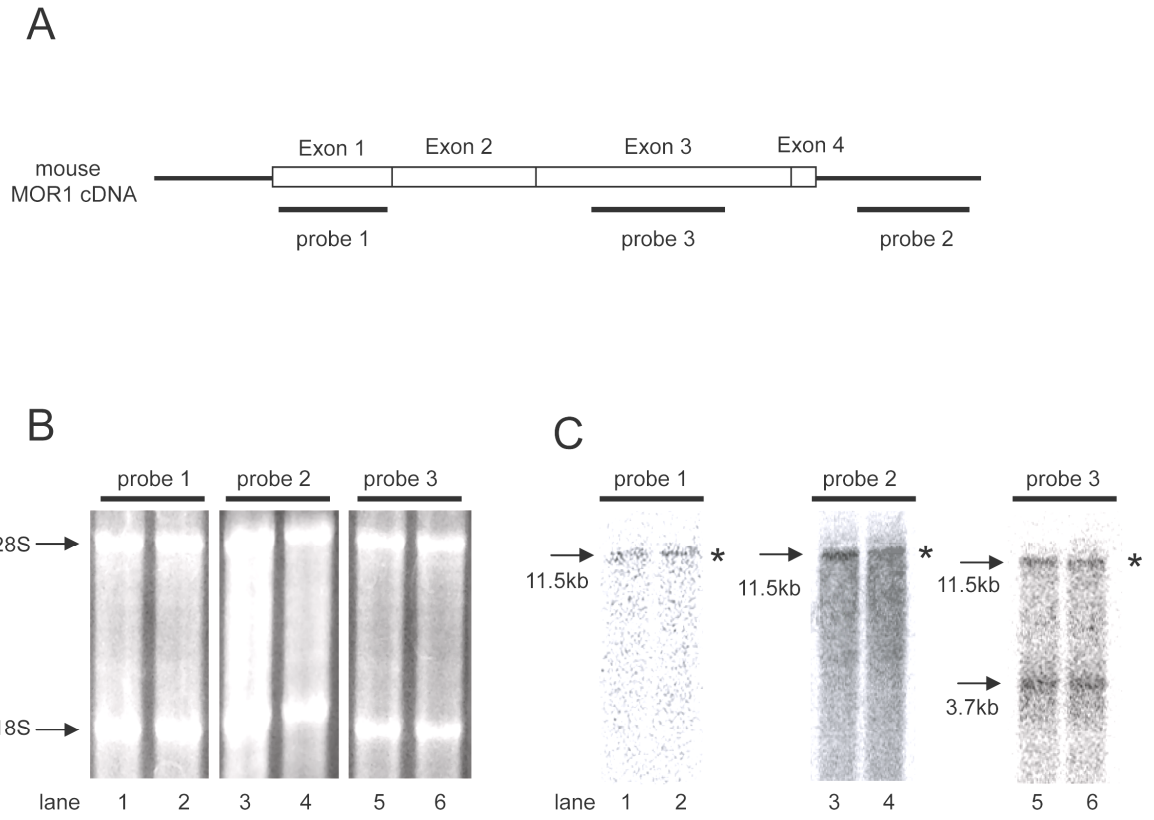 A
Exon 1 Exon 2 Exon 3 Exon 4
mouse
MOR1 cDNA
probe 1 probe 3 probe 2
B
probe 1 probe 2 probe 3
28S
18S
lane 1 2 3 4 5 6
C
probe 1 probe 2 probe 3
11.5kb * 11.5kb * 11.5kb *
3.7kb
lane 1 2 3 4 5 6